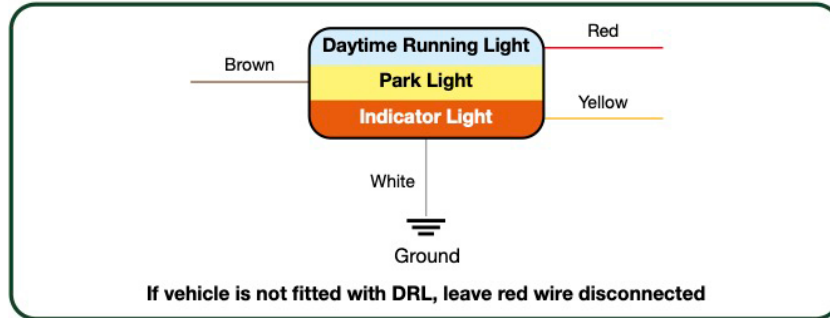 Daytime Running Light
Red
Brown
Park Light
Indicator Light
Yellow
White
Ground
If vehicle is not fitted with DRL, leave red wire disconnected